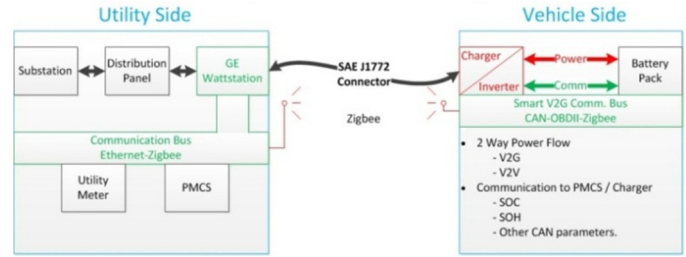 Utility Side
Vehicle Side
Substation
Distribution
Panel
GE
Wattstation
SAE J1772
Connector
Zigbee
Charger
Inverter
Power
Comm
Battery
Pack
Smart V2G Comm. Bus
CAN-OBDII-Zigbee
Communication Bus
Ethernet-Zigbee
Utility
Meter
PMCS
• 2 Way Power Flow
- V2G
- V2V
• Communication to PMCS / Charger
- SOC
- SOH
- Other CAN parameters.